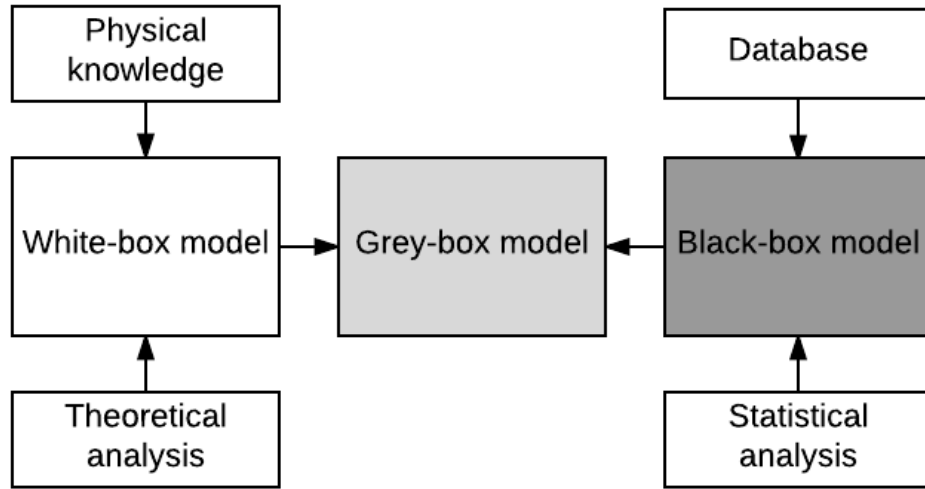 Physical
knowledge
Database
White-box model
Grey-box model
Black-box model
Theoretical
analysis
Statistical
analysis